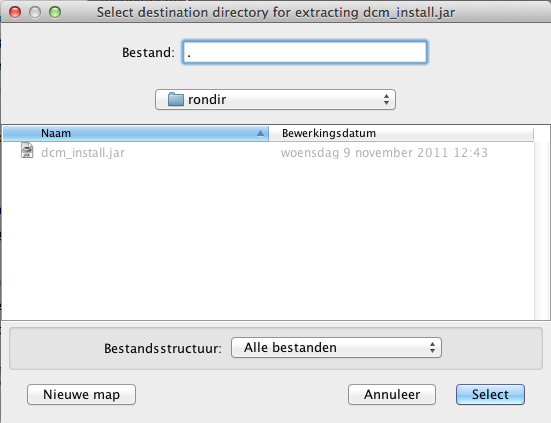 Select destination directory for extracting dcm_install.jar
Bestand: .
rondir
Naam Bewerkingsdatum
dcm_install.jar woensdag 9 november 2011 12:43
Bestandsstructuur: Alle bestanden
Nieuwe map Annuleer Select